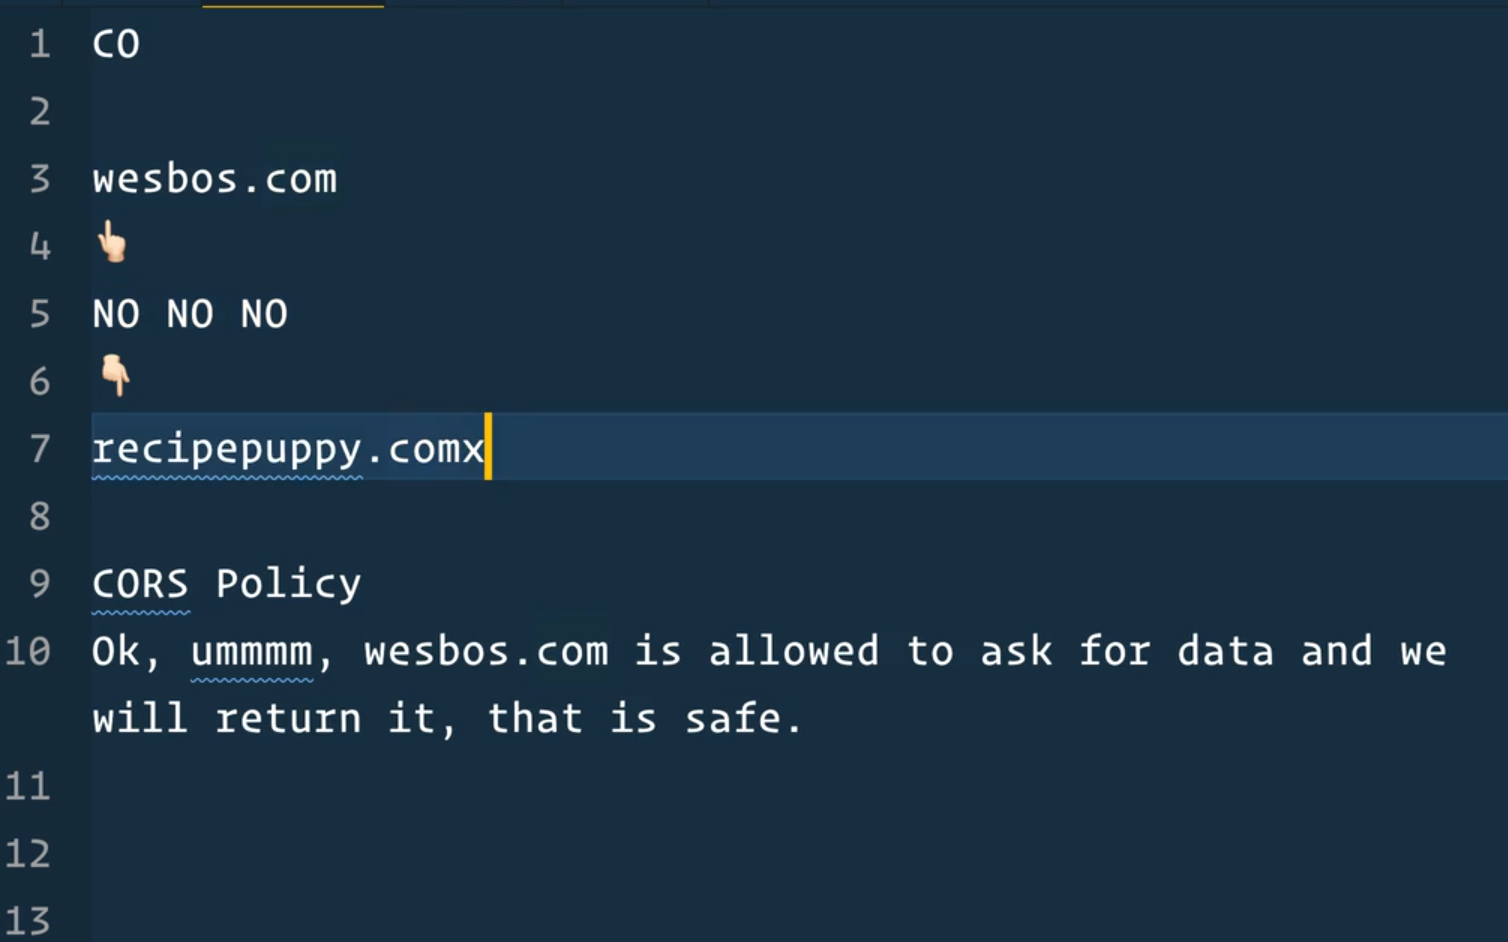 1 CO
2
3 wesbos.com
4 👆🏻
5 NO NO NO
6 👇🏻
7 recipepuppy.comx
8
9 CORS Policy
10 Ok, ummmm, wesbos.com is allowed to ask for data and we
will return it, that is safe.
11
12
13